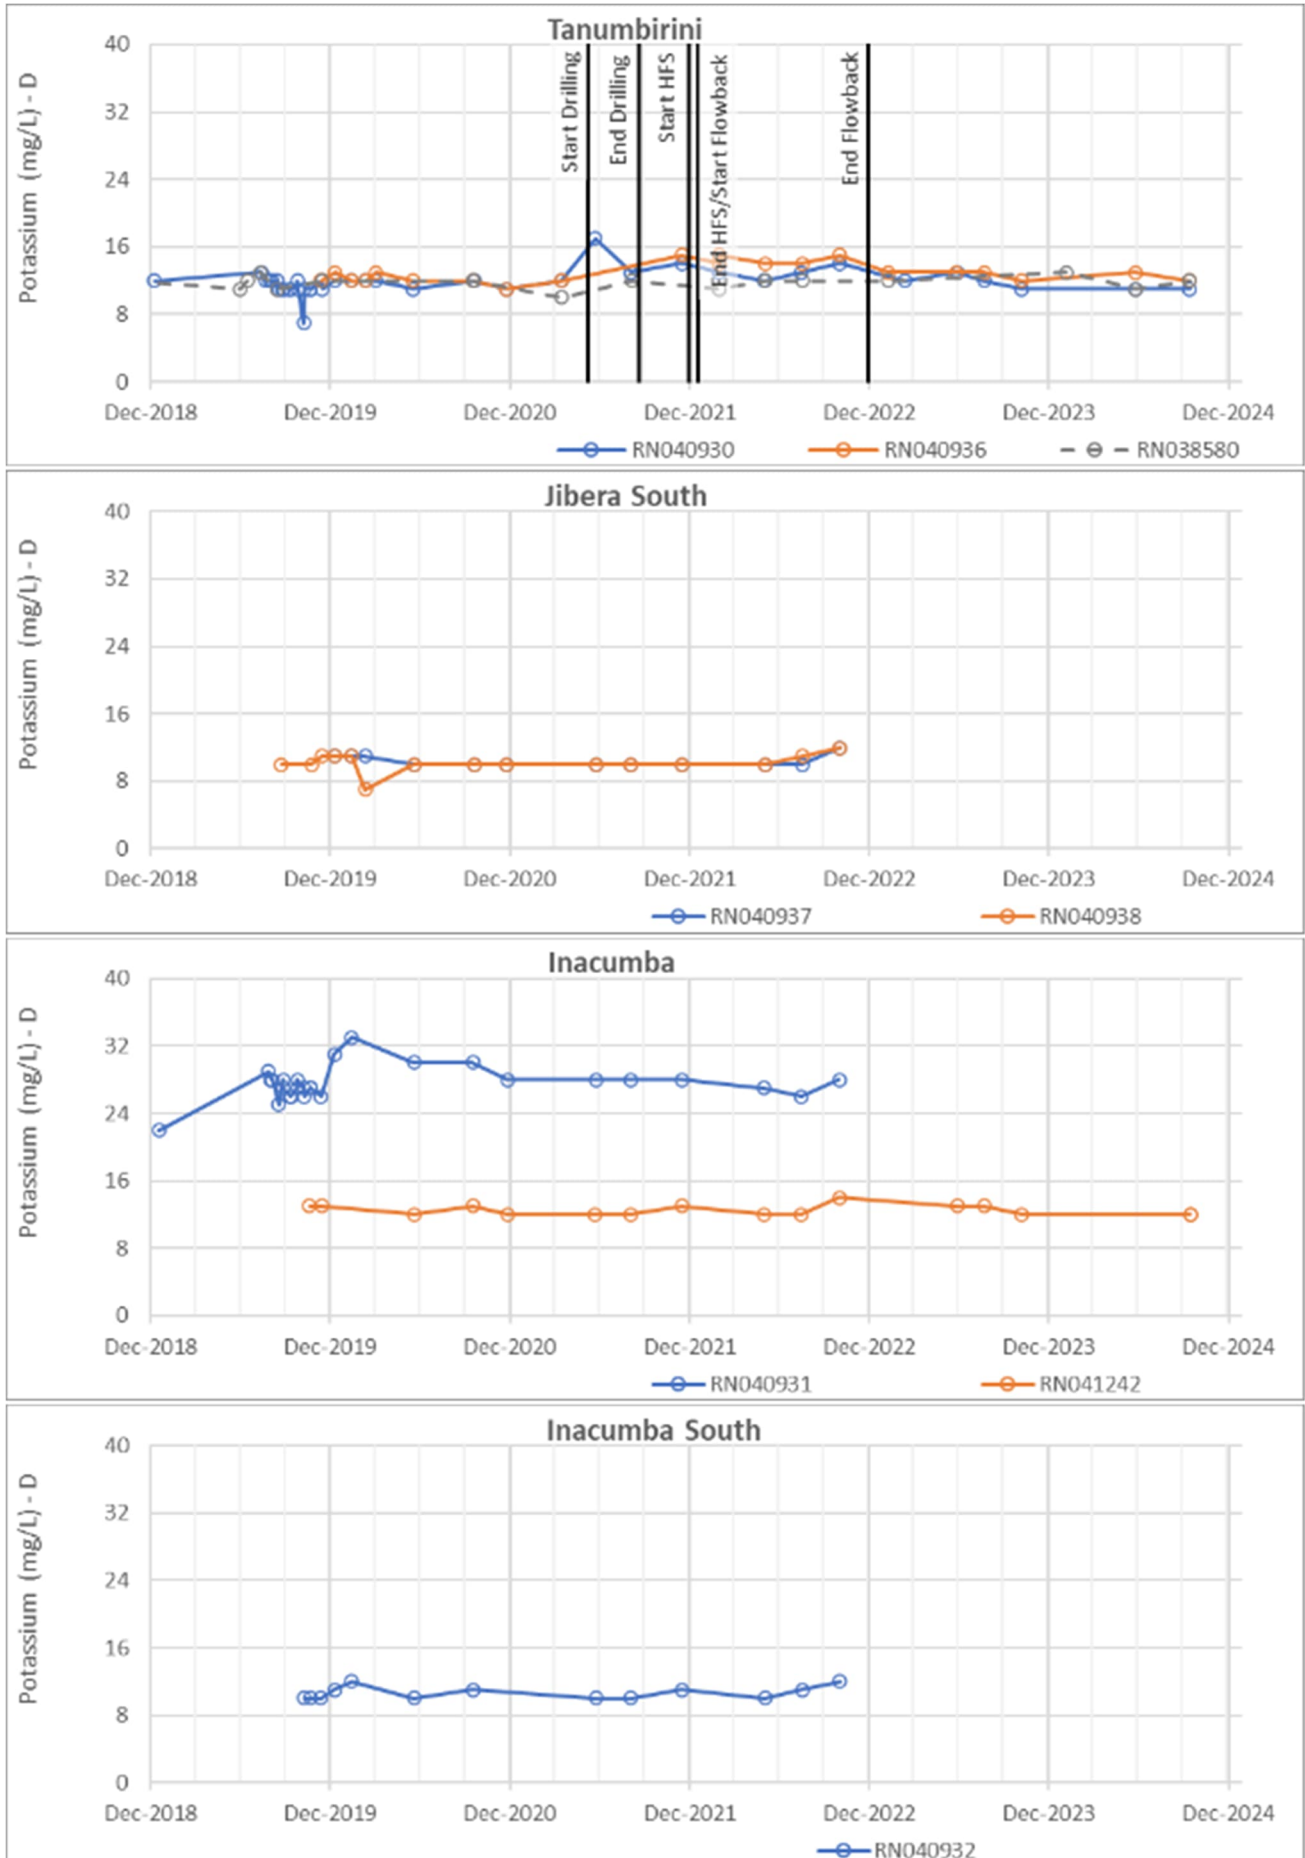 Tanumbirini
Potassium (mg/L) - D
40
32
24
16
8
0
Start Drilling
End Drilling
Start HFS
End HFS/Start Flowback
End Flowback
Dec-2018 Dec-2019 Dec-2020 Dec-2021 Dec-2022 Dec-2023 Dec-2024
RN040930 RN040936 RN038580
Jibera South
Potassium (mg/L) - D
40
32
24
16
8
0
Dec-2018 Dec-2019 Dec-2020 Dec-2021 Dec-2022 Dec-2023 Dec-2024
RN040937 RN040938
Inacumba
Potassium (mg/L) - D
40
32
24
16
8
0
Dec-2018 Dec-2019 Dec-2020 Dec-2021 Dec-2022 Dec-2023 Dec-2024
RN040931 RN041242
Inacumba South
Potassium (mg/L) - D
40
32
24
16
8
0
Dec-2018 Dec-2019 Dec-2020 Dec-2021 Dec-2022 Dec-2023 Dec-2024
RN040932